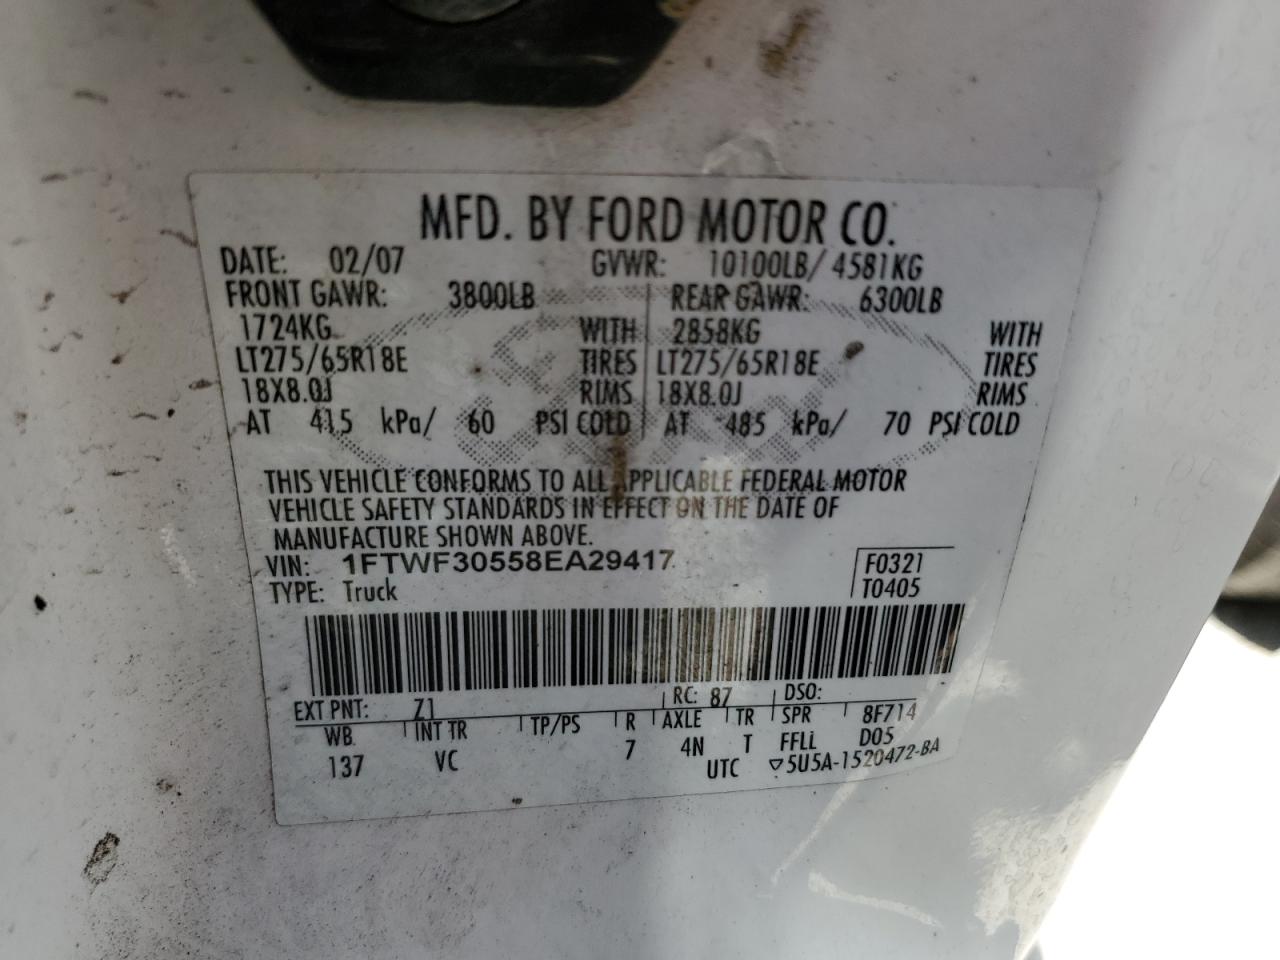 MFD. BY FORD MOTOR CO.
DATE: 02/07 GVWR: 10100LB/ 4581KG
FRONT GAWR: 3800LB REAR GAWR: 6300LB
1724KG WITH 2858KG WITH
LT275/65R18E TIRES LT275/65R18E TIRES
18X8.0J RIMS 18X8.0J RIMS
AT 415 kPa/ 60 PSI COLD AT 485 kPa/ 70 PSI COLD
THIS VEHICLE CONFORMS TO ALL APPLICABLE FEDERAL MOTOR
VEHICLE SAFETY STANDARDS IN EFFECT ON THE DATE OF
MANUFACTURE SHOWN ABOVE.
VIN: 1FTWF30558EA29417 F0321
TYPE: Truck T0405
EXT PNT: Z1 RC: 87 DSO:
WB INT TR TP/PS R AXLE TR SPR 8F714
137 VC 7 4N T FFLL D05
UTC ▽5U5A-1520472-BA